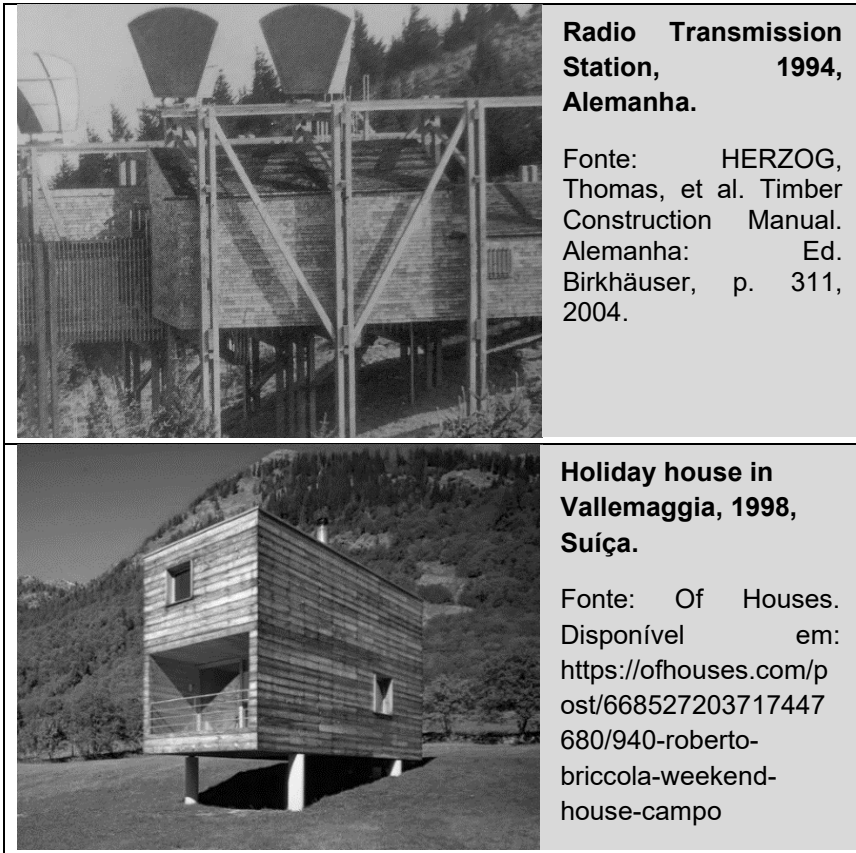 Radio Transmission
Station, 1994,
Alemanha.
Fonte: HERZOG,
Thomas, et al. Timber
Construction Manual.
Alemanha: Ed.
Birkhäuser, p. 311,
2004.
Holiday house in
Vallemaggia, 1998,
Suíça.
Fonte: Of Houses.
Disponível em:
https://ofhouses.com/p
ost/668527203717447
680/940-roberto-
briccola-weekend-
house-campo